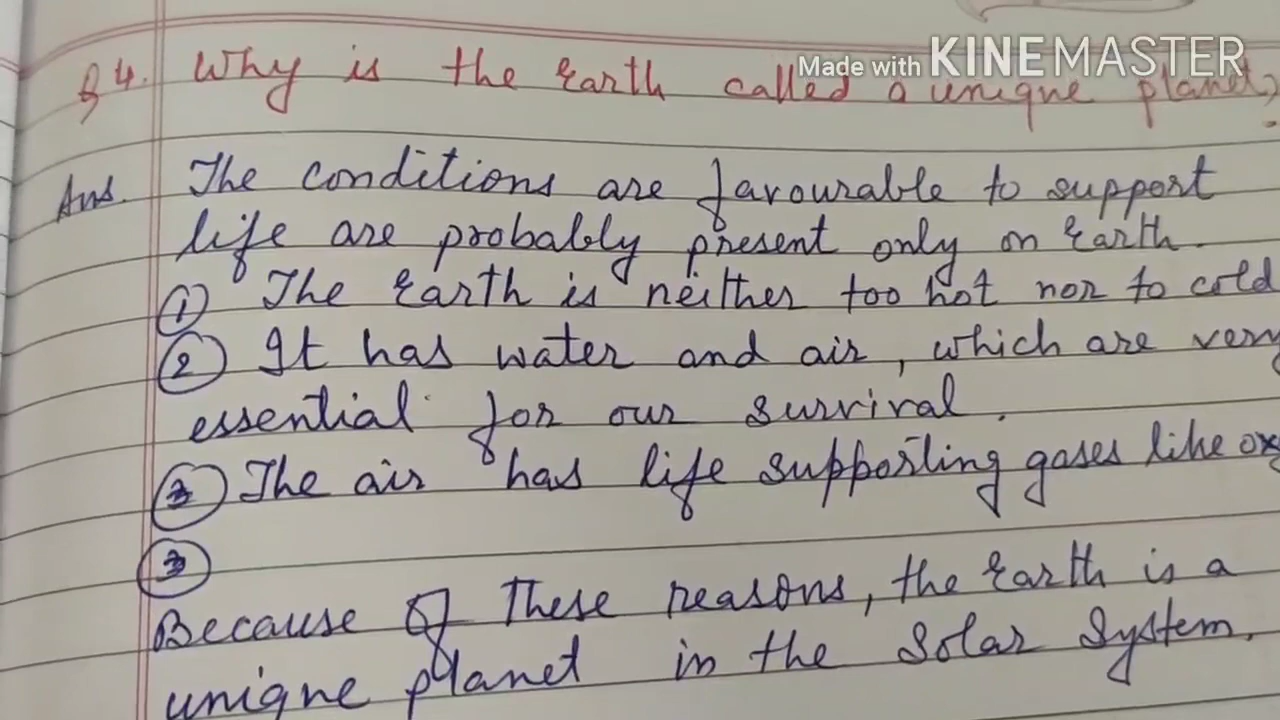 Made with KINEMASTER
Q4. Why is the Earth called a unique planet?
Ans. The conditions are favourable to support
life are probably present only on Earth.
① The Earth is neither too hot nor to cold
② It has water and air, which are very
essential for our survival.
③ The air has life supporting gases like ox
③
Because of These reasons, the Earth is a
unique planet in the Solar System.